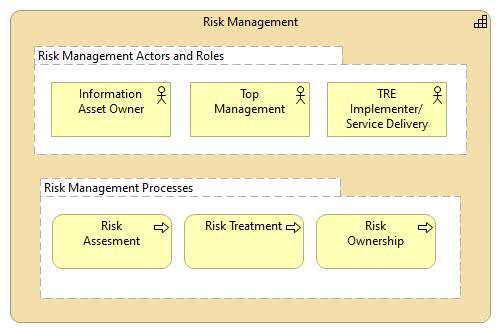 Risk Management
Risk Management Actors and Roles
Information
Asset Owner
Top
Management
TRE
Implementer/
Service Delivery
Risk Management Processes
Risk
Assesment
Risk Treatment
Risk
Ownership